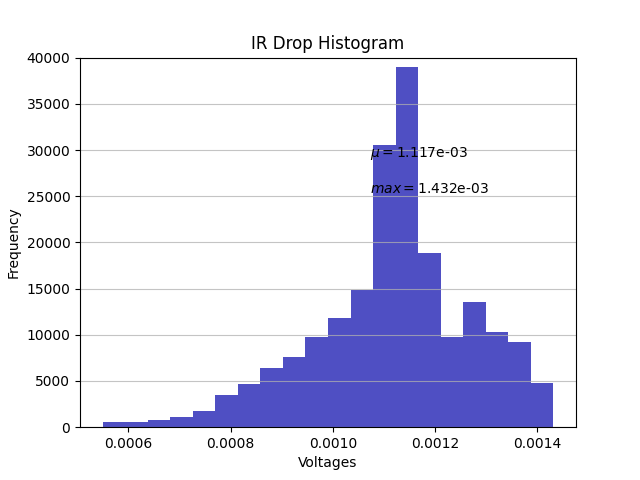 IR Drop Histogram
40000
35000
30000
25000
20000
15000
10000
5000
0
Frequency
μ = 1.117e-03
max = 1.432e-03
0.0006 0.0008 0.0010 0.0012 0.0014
Voltages